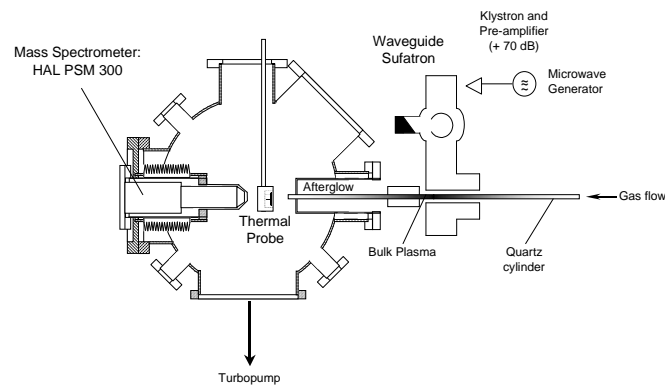 Klystron and
Pre-amplifier
(+ 70 dB)
Mass Spectrometer:
HAL PSM 300
Waveguide
Sufatron
Microwave
Generator
Afterglow
Gas flow
Thermal
Probe
Bulk Plasma
Quartz
cylinder
Turbopump